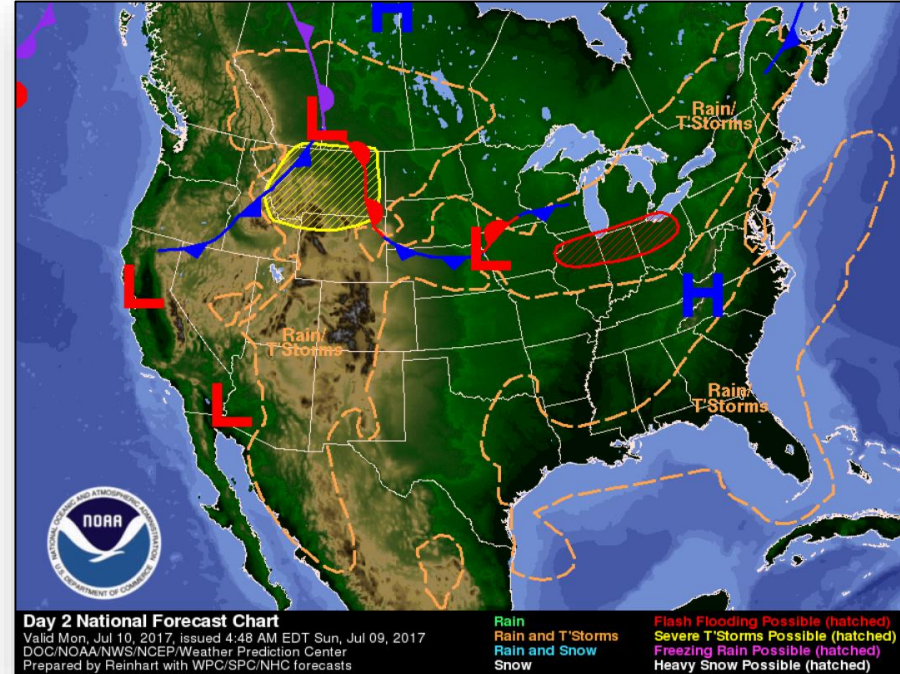 H
L
Rain/
T'Storms
L
L
H
Rain/
T'Storms
L
Rain/
T'Storms
NATIONAL OCEANIC AND ATMOSPHERIC ADMINISTRATION
NOAA
U.S. DEPARTMENT OF COMMERCE
Day 2 National Forecast Chart
Valid Mon, Jul 10, 2017, issued 4:48 AM EDT Sun, Jul 09, 2017
DOC/NOAA/NWS/NCEP/Weather Prediction Center
Prepared by Reinhart with WPC/SPC/NHC forecasts
Rain
Rain and T'Storms
Rain and Snow
Snow
Flash Flooding Possible (hatched)
Severe T'Storms Possible (hatched)
Freezing Rain Possible (hatched)
Heavy Snow Possible (hatched)